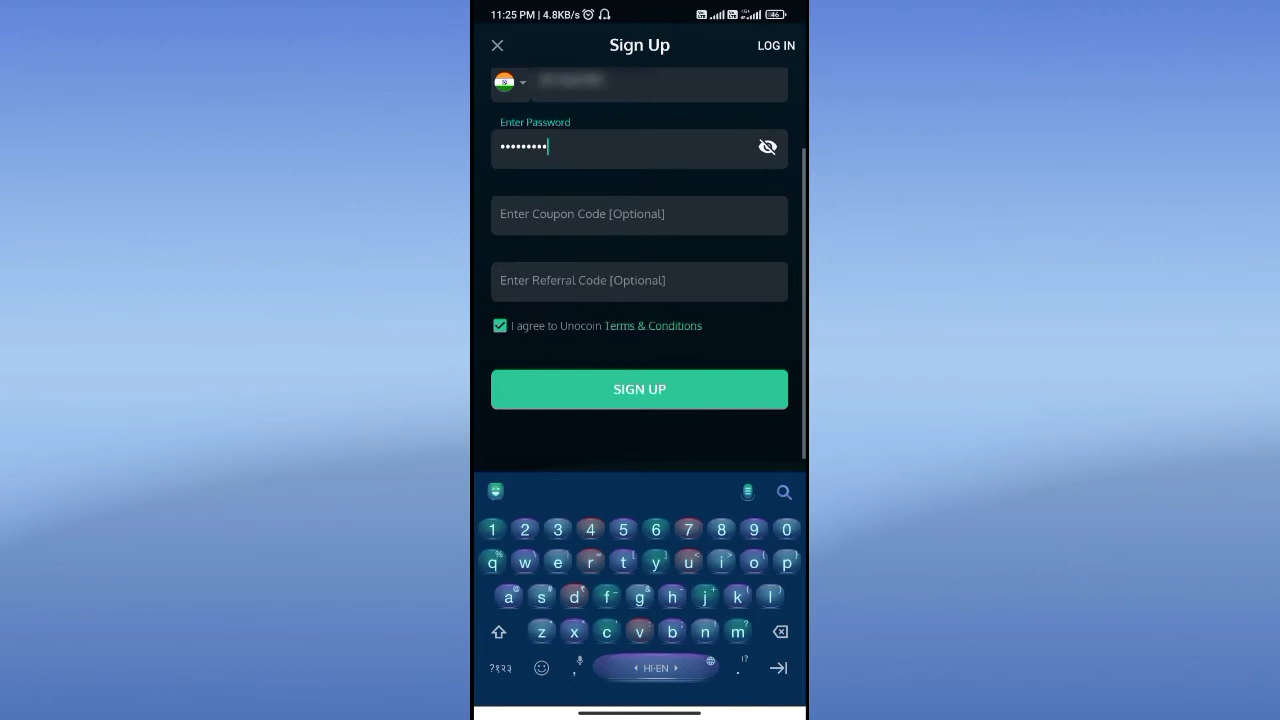 11:25 PM | 4.8KB/s 46
Sign Up LOG IN
Enter Password
•••••••••
Enter Coupon Code [Optional]
Enter Referral Code [Optional]
I agree to Unocoin Terms & Conditions
SIGN UP
1 2 3 4 5 6 7 8 9 0
q w e r t y u i o p
a s d f g h j k l
z x c v b n m
?१२३ , HI-EN .